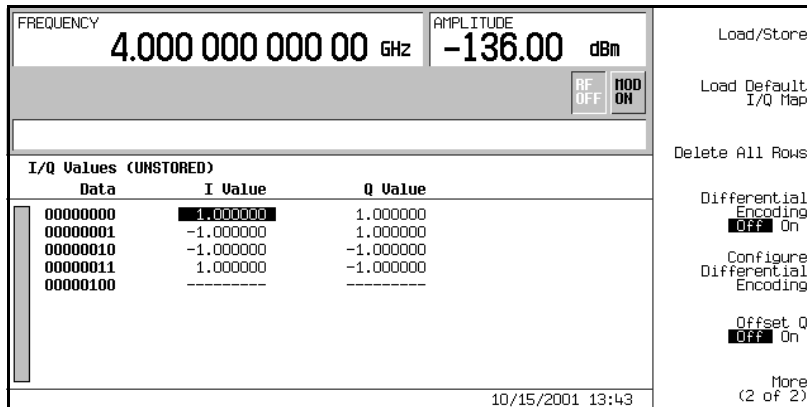 FREQUENCY
4.000 000 000 00 GHz
AMPLITUDE
-136.00 dBm
RF OFF
MOD ON
I/Q Values (UNSTORED)
Data I Value Q Value
00000000 1.000000 1.000000
00000001 -1.000000 1.000000
00000010 -1.000000 -1.000000
00000011 1.000000 -1.000000
00000100 --------- ---------
10/15/2001 13:43
Load/Store
Load Default
I/Q Map
Delete All Rows
Differential
Encoding
Off On
Configure
Differential
Encoding
Offset Q
Off On
More
(2 of 2)